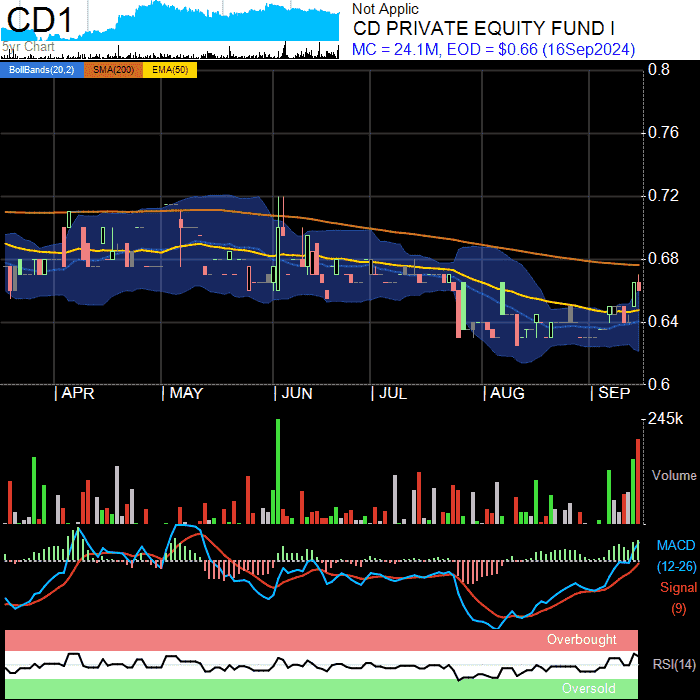 CD1
5yr Chart
Not Applic
CD PRIVATE EQUITY FUND I
MC = 24.1M, EOD = $0.66 (16Sep2024)
BollBands(20,2) SMA(200) EMA(50)
0.8
0.76
0.72
0.68
0.64
0.6
APR MAY JUN JUL AUG SEP
245k
Volume
MACD
(12-26)
Signal
(9)
Overbought
RSI(14)
Oversold